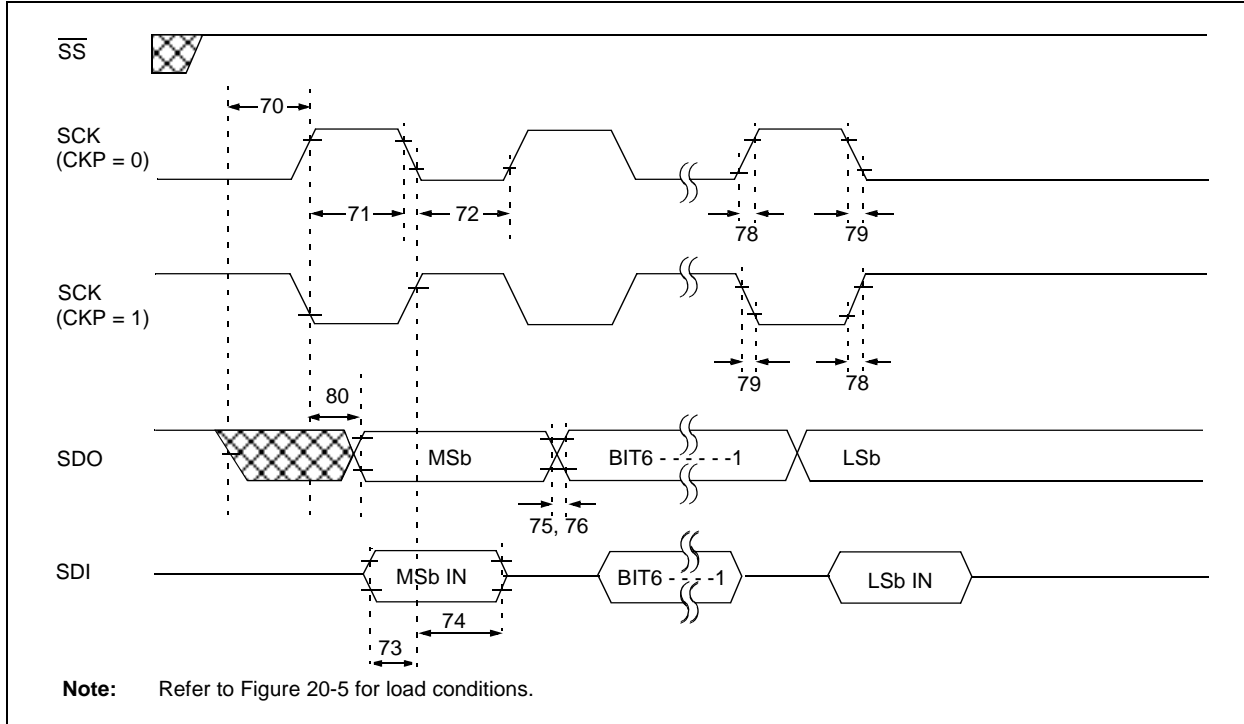 SS
70
SCK
(CKP = 0)
71
72
78
79
SCK
(CKP = 1)
79
78
80
SDO
MSb
BIT6 - - - - - -1
LSb
75, 76
SDI
MSb IN
BIT6 - - - - -1
LSb IN
74
73
Note: Refer to Figure 20-5 for load conditions.